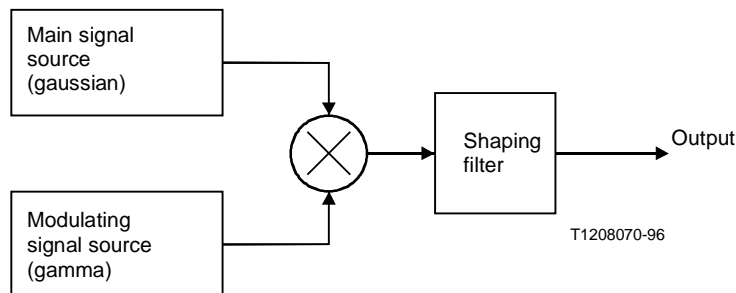 Main signal
source
(gaussian)
Shaping
filter
Output
Modulating
signal source
(gamma)
T1208070-96